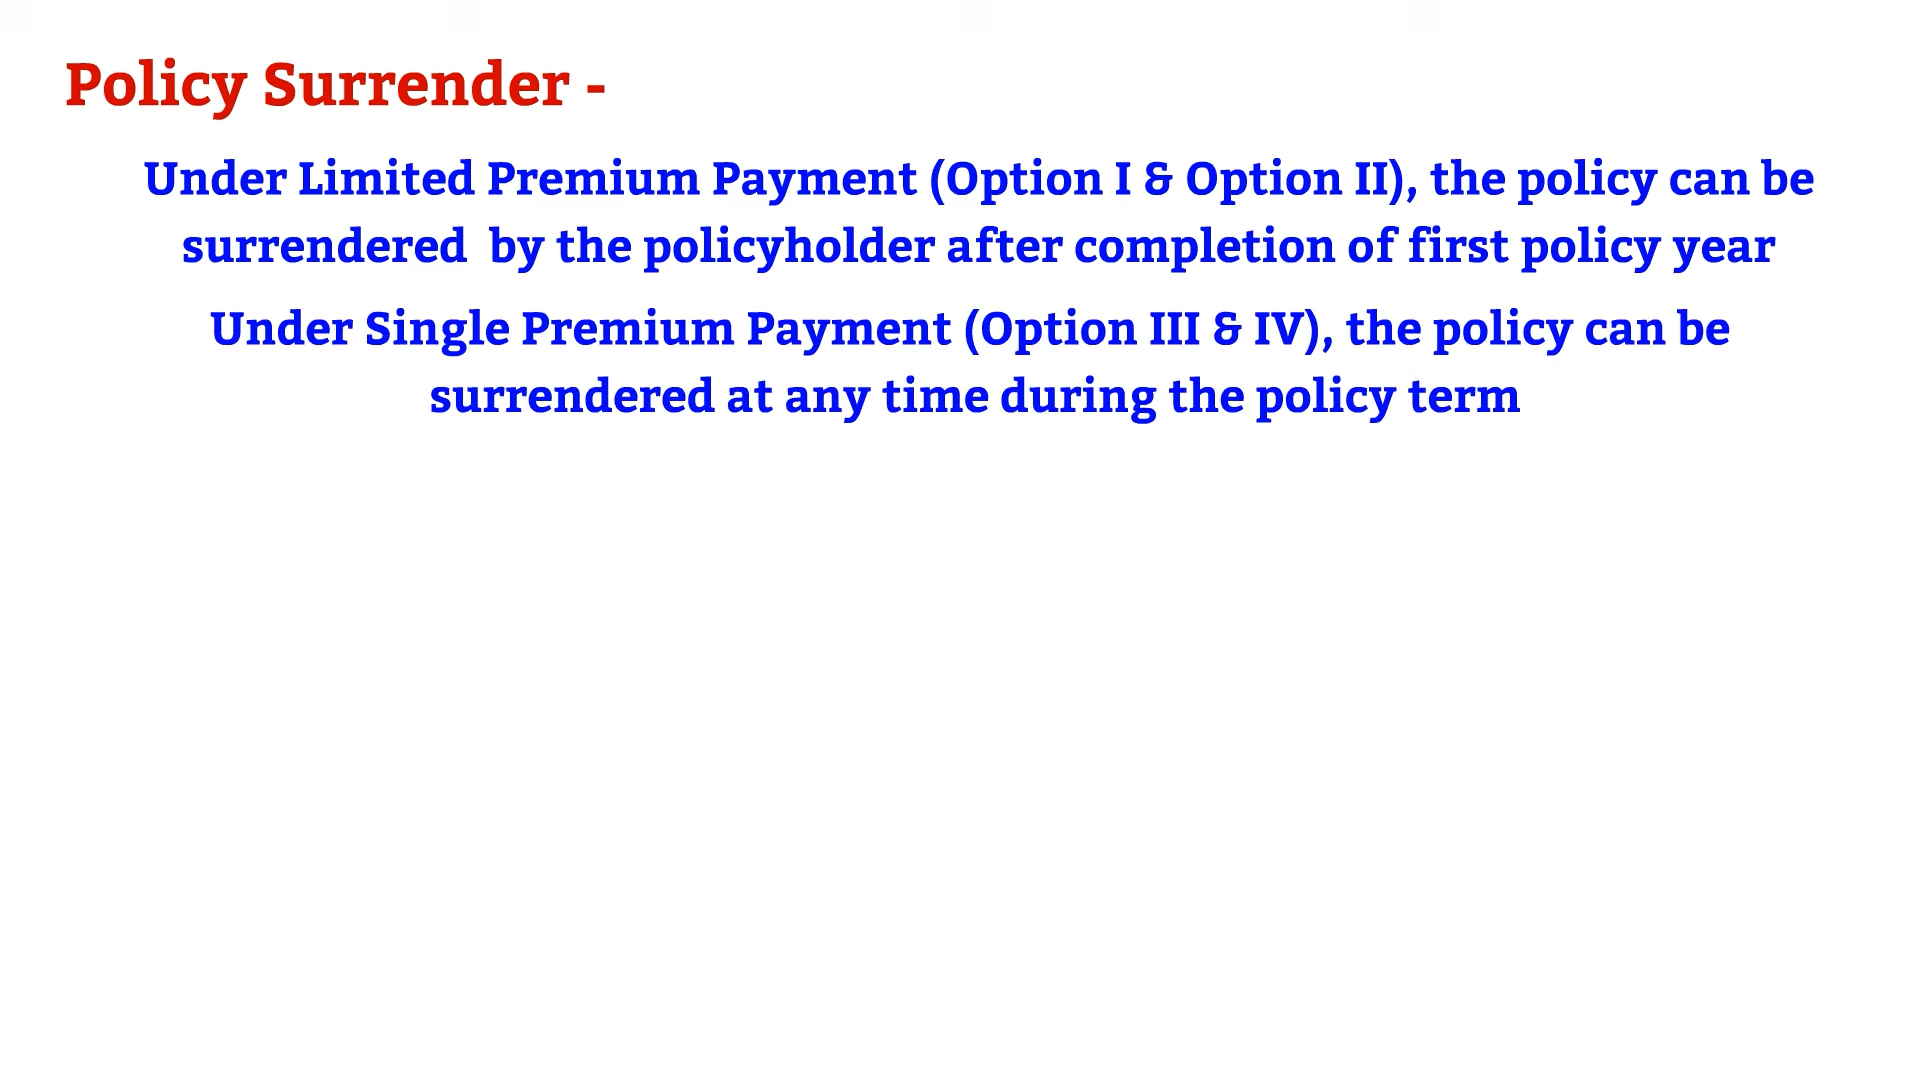 Policy Surrender -
Under Limited Premium Payment (Option I & Option II), the policy can be
surrendered  by the policyholder after completion of first policy year
Under Single Premium Payment (Option III & IV), the policy can be
surrendered at any time during the policy term